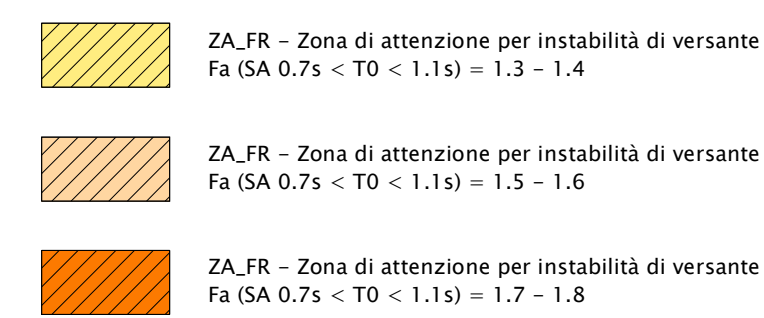 ZA_FR – Zona di attenzione per instabilità di versante
Fa (SA 0.7s < T0 < 1.1s) = 1.3 – 1.4
ZA_FR – Zona di attenzione per instabilità di versante
Fa (SA 0.7s < T0 < 1.1s) = 1.5 – 1.6
ZA_FR – Zona di attenzione per instabilità di versante
Fa (SA 0.7s < T0 < 1.1s) = 1.7 – 1.8